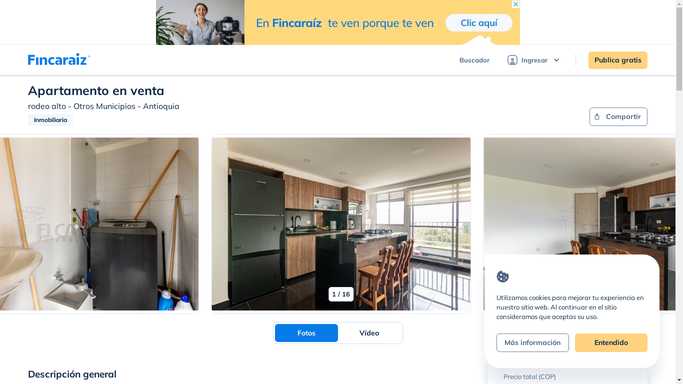 En Fincaraíz te ven porque te ven
Clic aquí
Fincaraiz
Buscador
Ingresar
Publica gratis
Apartamento en venta
rodeo alto - Otros Municipios - Antioquia
Inmobiliaria
Compartir
1 / 16
Utilizamos cookies para mejorar tu experiencia en
nuestro sitio web. Al continuar en el sitio
consideramos que aceptas su uso.
Más información
Entendido
Fotos
Vídeo
Descripción general
Precio total (COP)